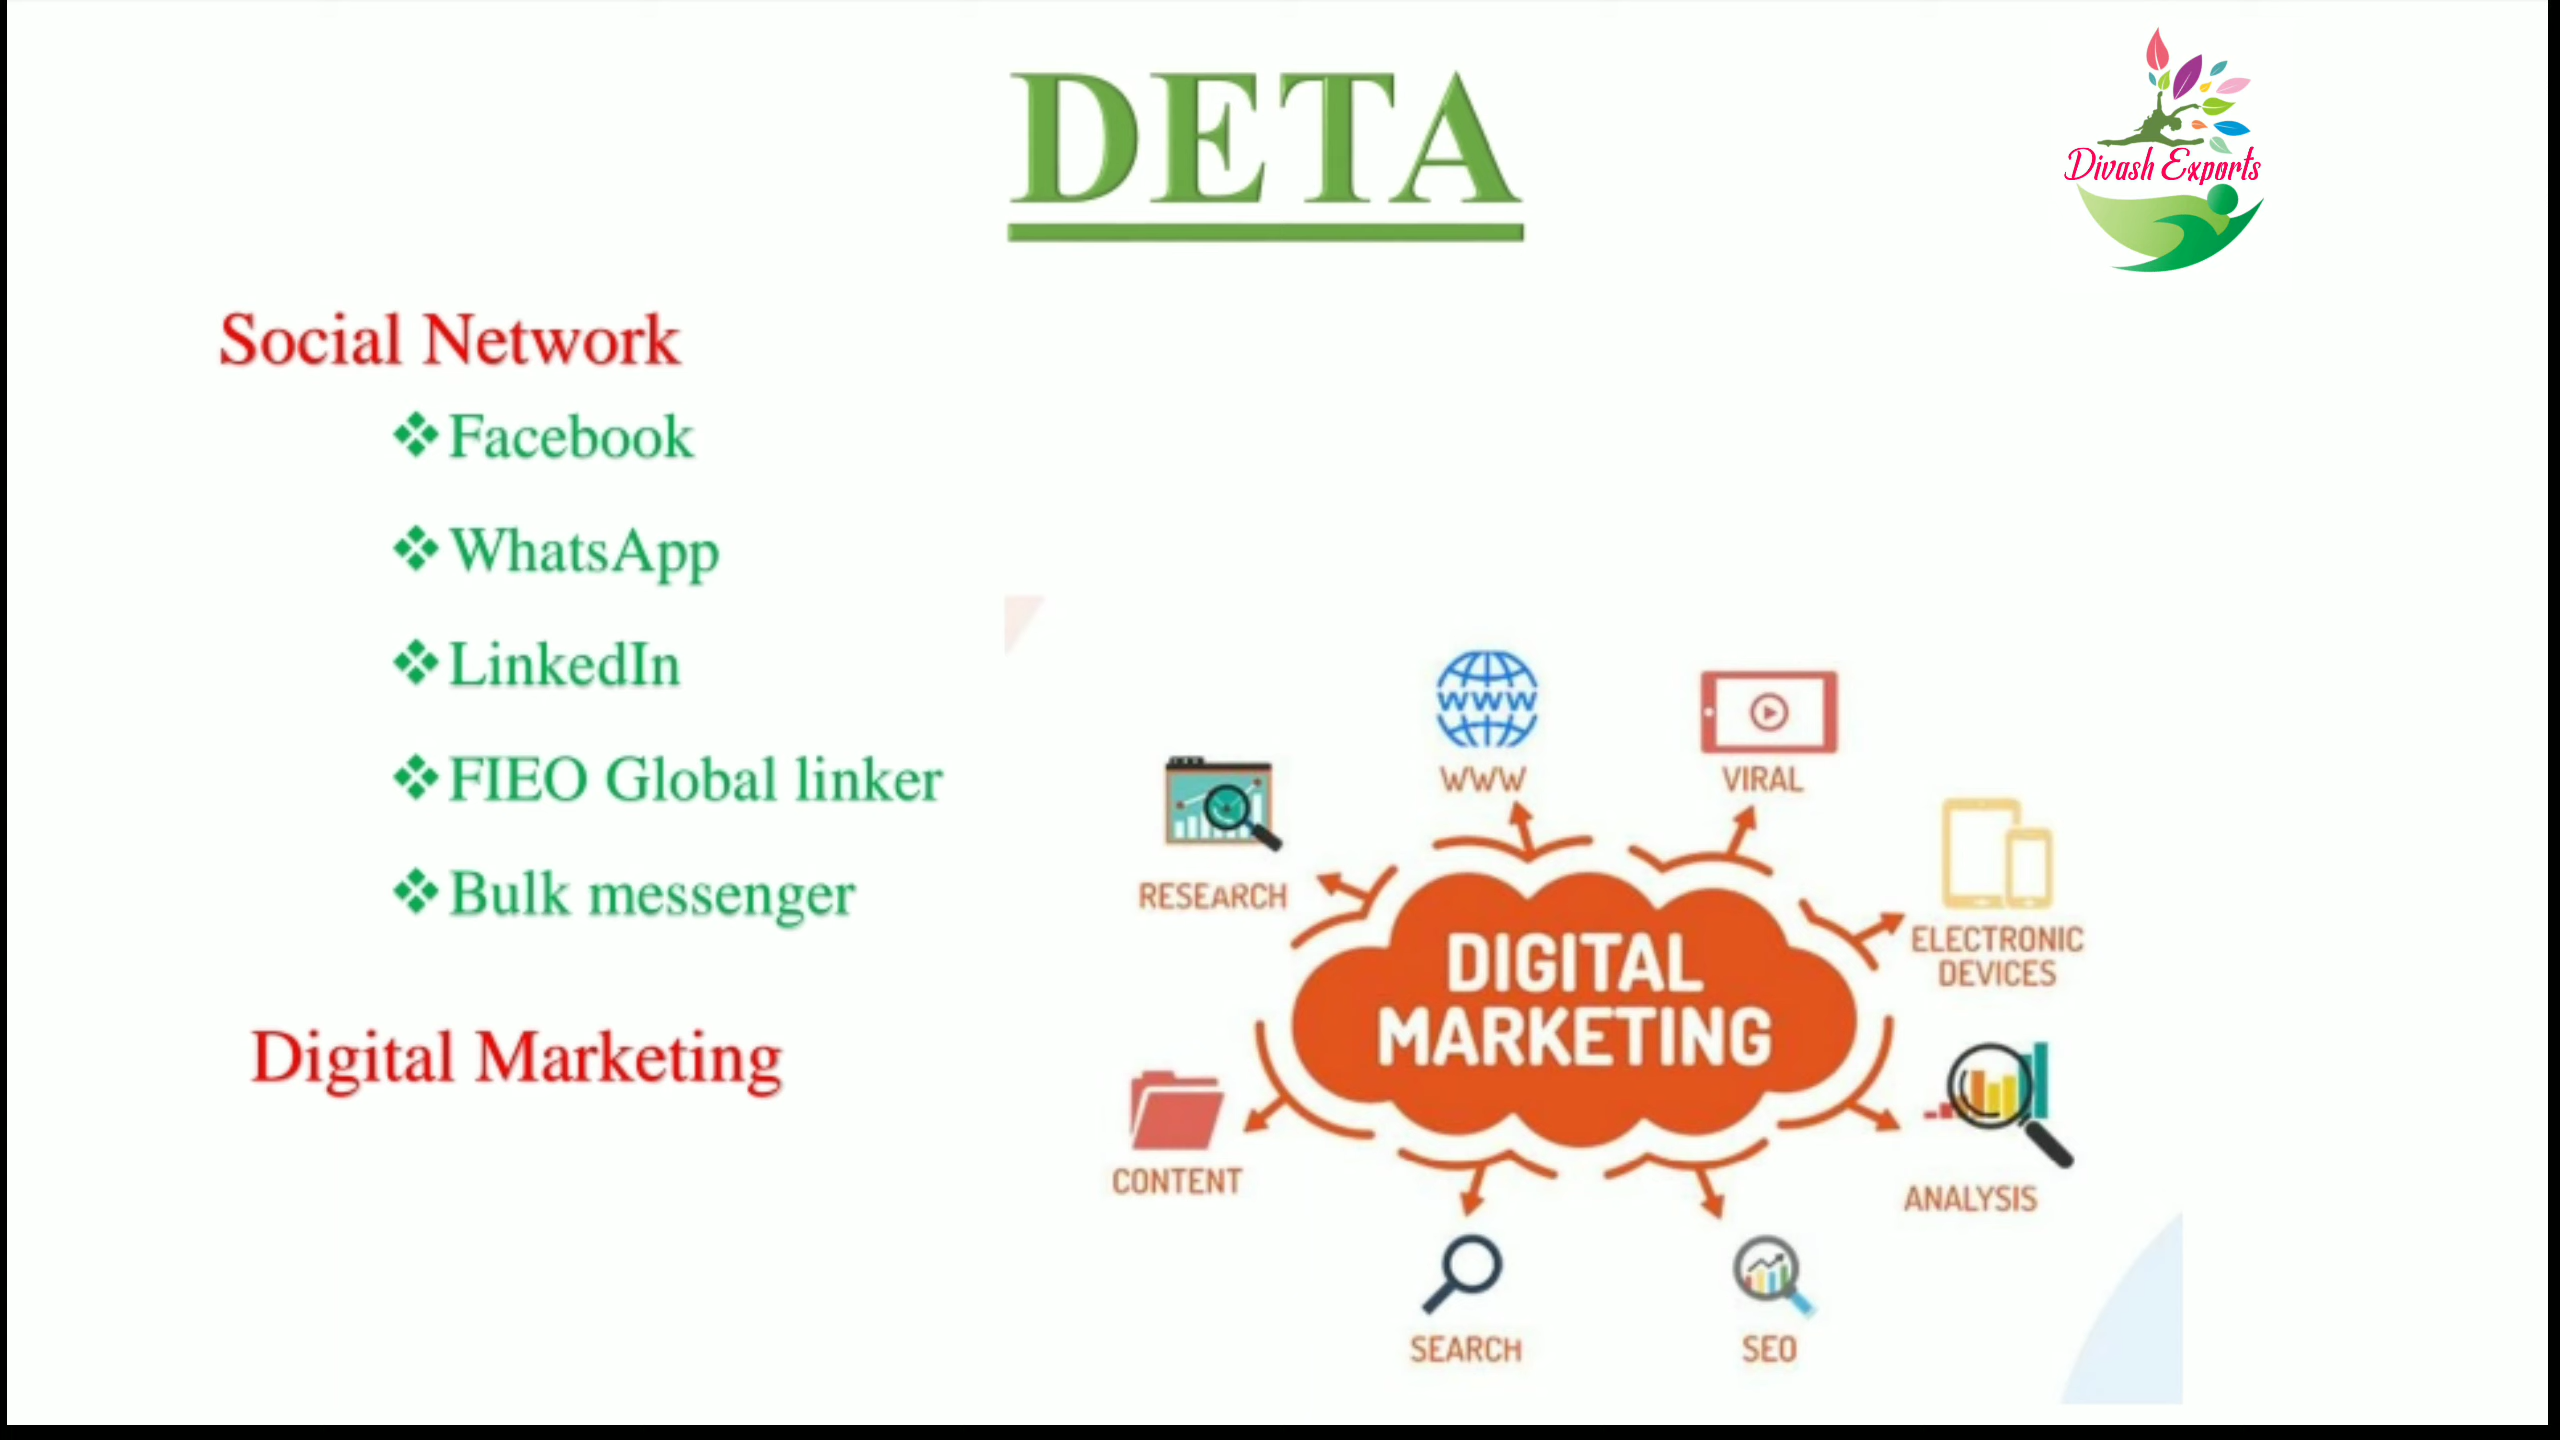 DETA
Divash Exports
Social Network
❖Facebook
❖WhatsApp
❖LinkedIn
❖FIEO Global linker
❖Bulk messenger
Digital Marketing
WWW
WWW
VIRAL
RESEARCH
ELECTRONIC
DEVICES
DIGITAL
MARKETING
CONTENT
ANALYSIS
SEARCH
SEO